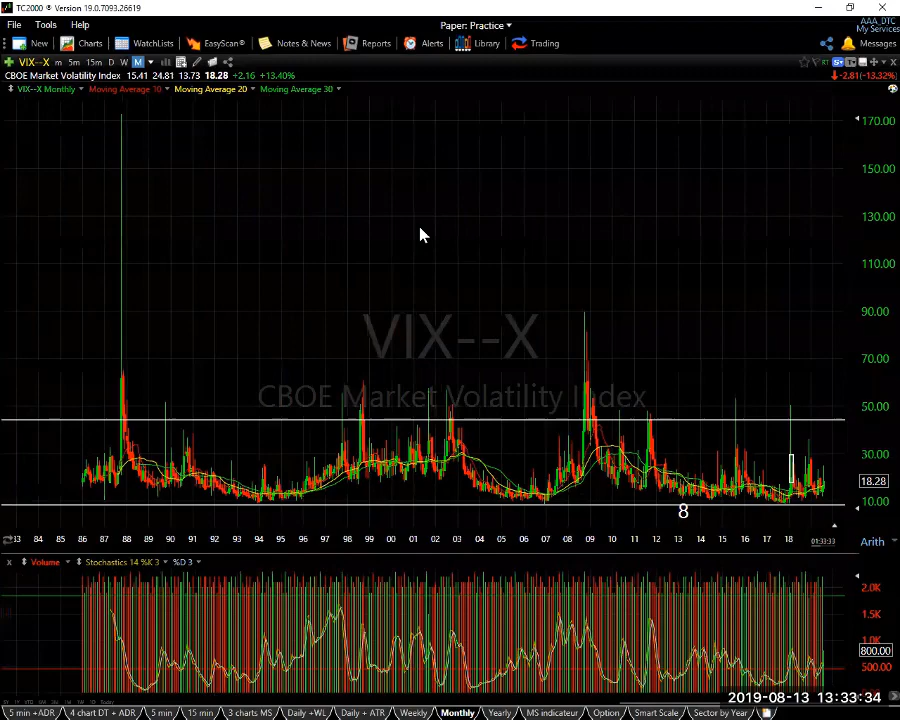 TC2000 ® Version 19.0.7093.26619
File Tools Help Paper: Practice AAA_DTC
My Services
New Charts WatchLists EasyScan® Notes & News Reports Alerts Library Trading Messages
VIX--X m 5m 15m D W M
CBOE Market Volatility Index 15.41 24.81 13.73 18.28 +2.16 +13.40% -2.81(-13.32%)
VIX--X Monthly Moving Average 10 Moving Average 20 Moving Average 30
170.00
150.00
130.00
110.00
90.00
VIX--X
70.00
CBOE Market Volatility Index
50.00
30.00
18.28
10.00
8
33 84 85 86 87 88 89 90 91 92 93 94 95 96 97 98 99 00 01 02 03 04 05 06 07 08 09 10 11 12 13 14 15 16 17 18 01:33:33 Arith
X Volume Stochastics 14 %K 3 %D 3
2.0K
1.5K
1.0K
800.00
500.00
2019-08-13 13:33:34
5 min +ADR 4 chart DT + ADR 5 min 15 min 3 charts MS Daily +WL Daily + ATR Weekly Monthly Yearly MS indicateur Option Smart Scale Sector by Year